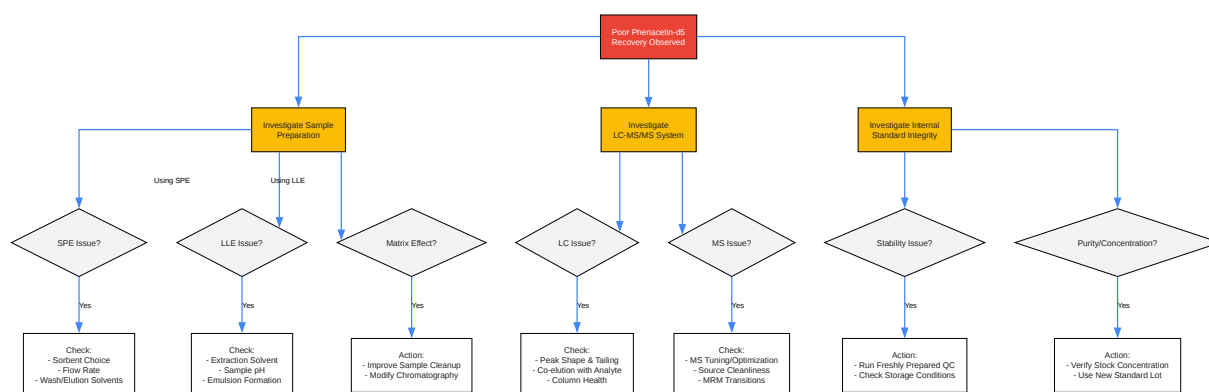 Poor Phenacetin-d5
Recovery Observed
Investigate Sample
Preparation
Investigate
LC-MS/MS System
Investigate Internal
Standard Integrity
Using SPE
Using LLE
SPE Issue?
LLE Issue?
Matrix Effect?
LC Issue?
MS Issue?
Stability Issue?
Purity/Concentration?
Yes
Yes
Yes
Yes
Yes
Yes
Yes
Check:
- Sorbent Choice
- Flow Rate
- Wash/Elution Solvents
Check:
- Extraction Solvent
- Sample pH
- Emulsion Formation
Action:
- Improve Sample Cleanup
- Modify Chromatography
Check:
- Peak Shape & Tailing
- Co-elution with Analyte
- Column Health
Check:
- MS Tuning/Optimization
- Source Cleanliness
- MRM Transitions
Action:
- Run Freshly Prepared QC
- Check Storage Conditions
Action:
- Verify Stock Concentration
- Use New Standard Lot